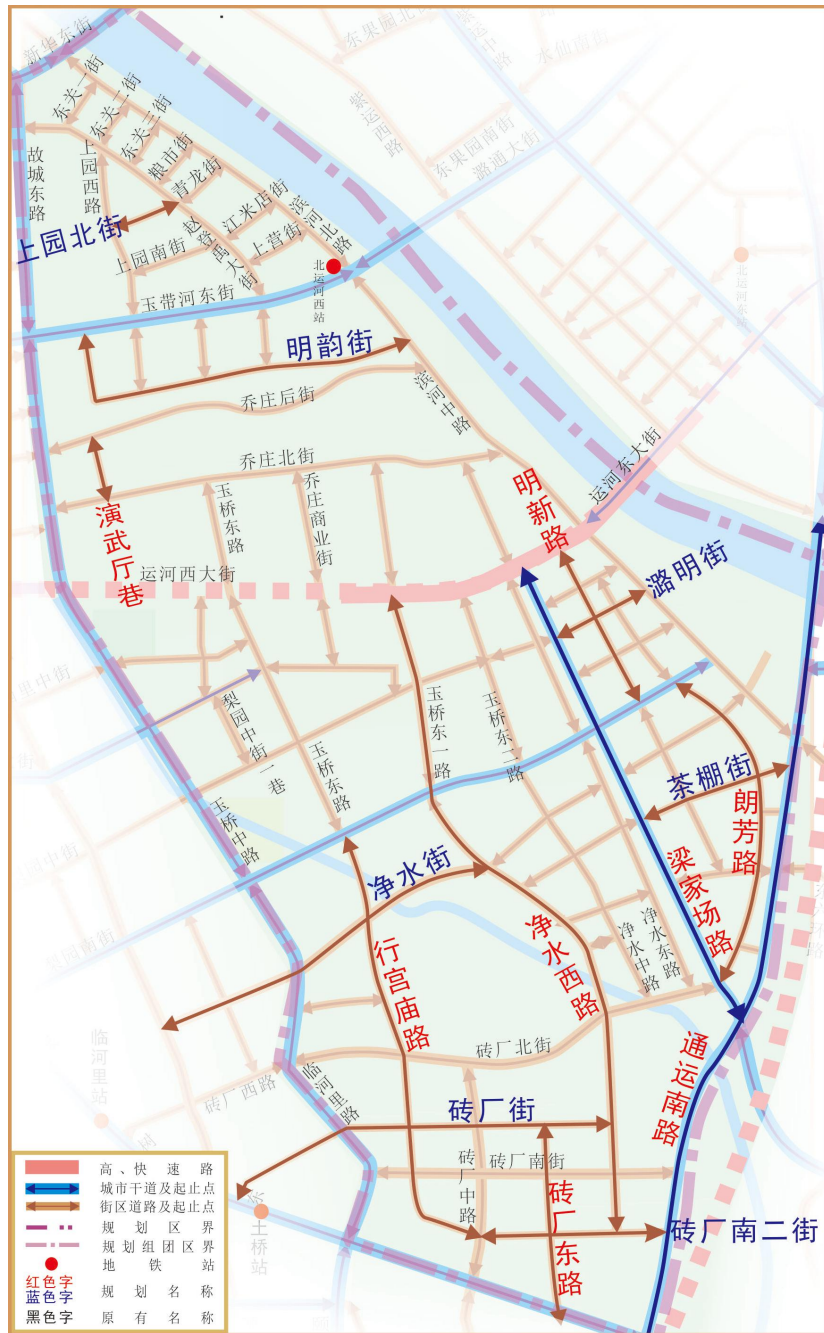 新华东街
东果园北街
运中路
水仙南街
紫运西路
东关一街
东关二街
东关三街
粮市街
青龙街
东果园南街
潞通大街
故城东路
上园西路
上园北街
江米店街
滨河北路
赵登禹大街
上营街
上园南街
北运河西站
北运河东站
玉带河东街
明韵街
乔庄后街
滨河中路
乔庄北街
运河东大街
演武厅巷
玉桥东路
乔庄商业街
明新路
运河西大街
潞明街
里中街
梨园中街一巷
玉桥东一路
玉桥东二路
玉桥东路
玉桥中路
茶棚街
朗芳路
净水街
梁家场路
梨园南街
行宫庙路
净水西路
净水中路
净水东路
临河里站
砖厂北街
通运南路
砖厂西路
临河里路
砖厂街
砖厂中路
砖厂南街
砖厂东路
砖厂南二街
土桥站
高、快速路
城市干道及起止点
街区道路及起止点
规划区界
规划组团区界
地铁站
红色字
蓝色字 规划名称
黑色字 原有名称